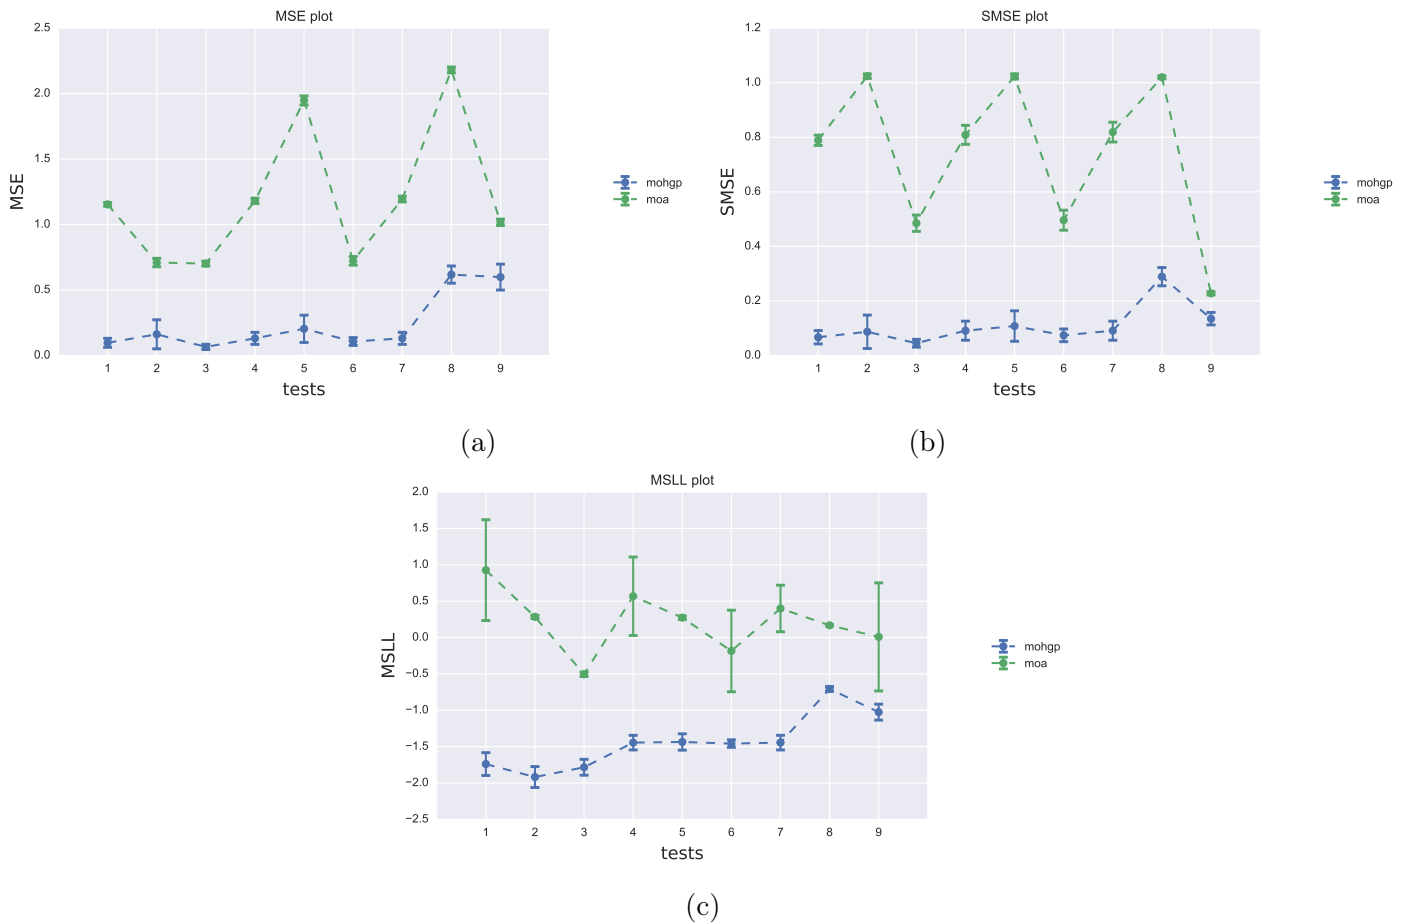 MSE plot
2.5
2.0
1.5
1.0
0.5
0.0
MSE
1 2 3 4 5 6 7 8 9
tests
mohgp
moa
(a)
SMSE plot
1.2
1.0
0.8
0.6
0.4
0.2
0.0
SMSE
1 2 3 4 5 6 7 8 9
tests
mohgp
moa
(b)
MSLL plot
2.0
1.5
1.0
0.5
0.0
−0.5
−1.0
−1.5
−2.0
−2.5
MSLL
1 2 3 4 5 6 7 8 9
tests
mohgp
moa
(c)